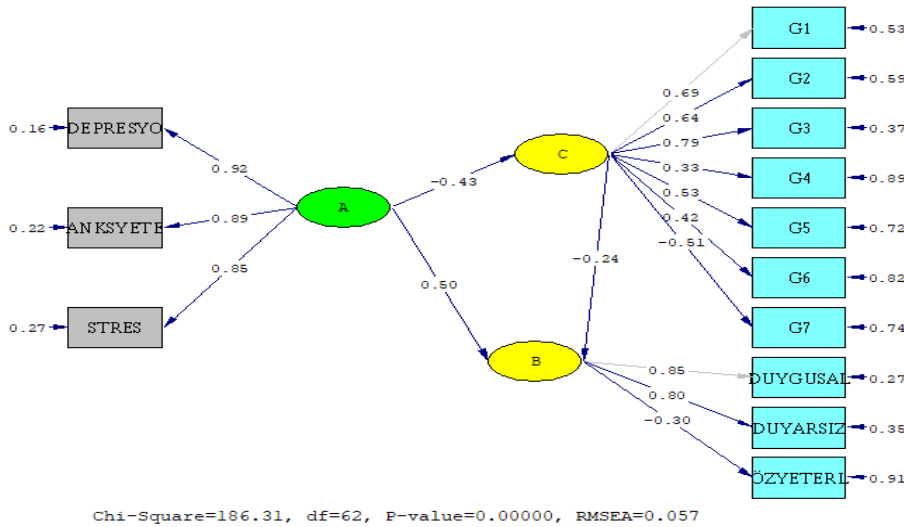 G1
0.53
0.69
G2
0.59
0.64
0.16
DEPRESYO
0.92
G3
0.37
0.79
C
G4
0.89
0.33
-0.43
A
0.22
ANKSYETE
0.89
G5
0.72
0.53
0.42
-0.51
-0.24
G6
0.82
0.85
0.50
0.27
STRES
G7
0.74
B
0.85
DUYGUSAL
0.27
0.80
DUYARSIZ
0.35
-0.30
ÖZYETERL
0.91
Chi-Square=186.31, df=62, P-value=0.00000, RMSEA=0.057